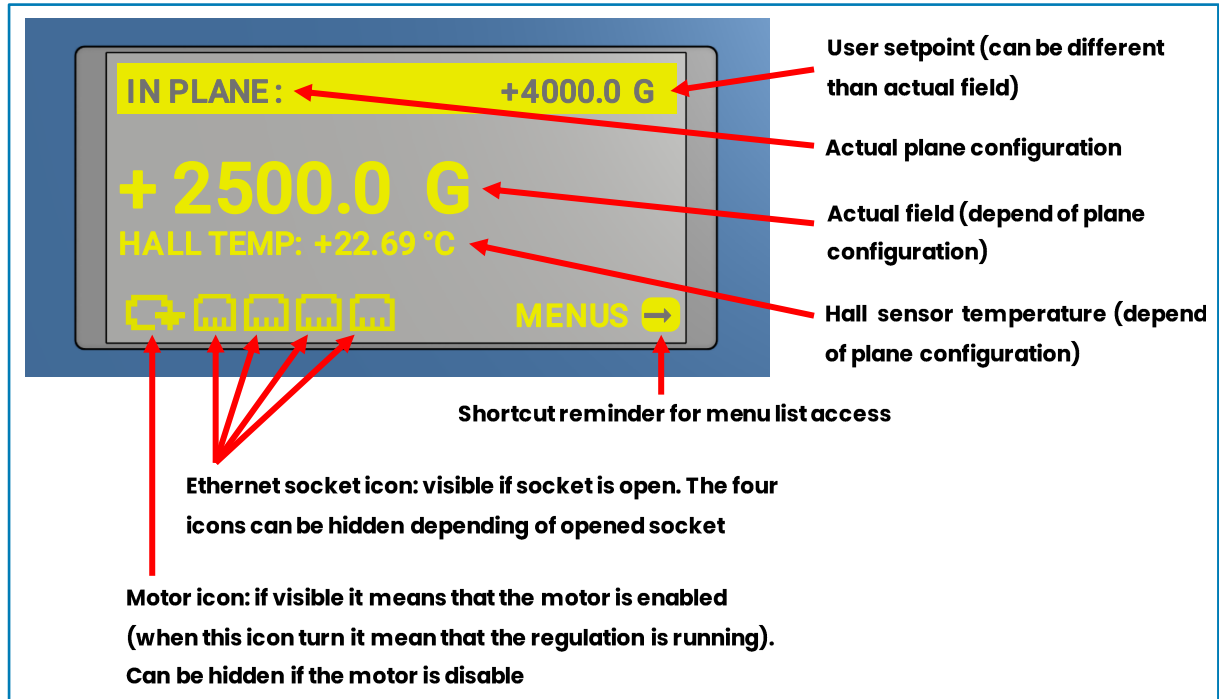 IN PLANE: +4000.0 G
+ 2500.0 G
HALL TEMP: +22.69 °C
MENUS
User setpoint (can be different
than actual field)
Actual plane configuration
Actual field (depend of plane
configuration)
Hall sensor temperature (depend
of plane configuration)
Shortcut reminder for menu list access
Ethernet socket icon: visible if socket is open. The four
icons can be hidden depending of opened socket
Motor icon: if visible it means that the motor is enabled
(when this icon turn it mean that the regulation is running).
Can be hidden if the motor is disable